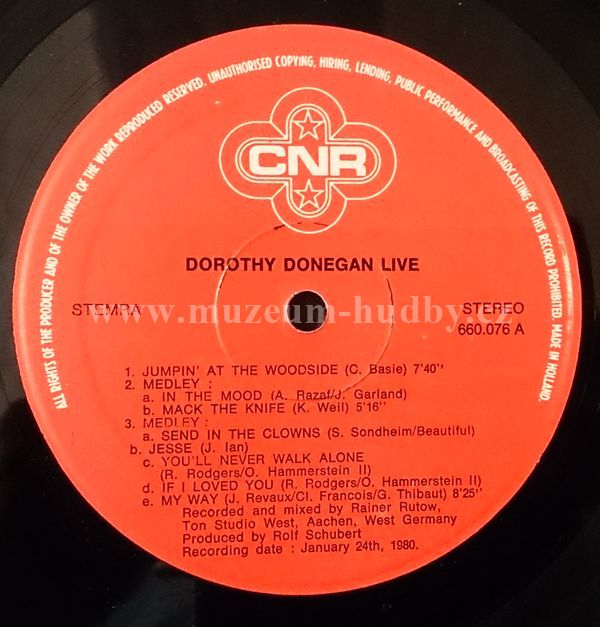 ALL RIGHTS OF THE PRODUCER AND OF THE OWNER OF THE WORK REPRODUCED RESERVED. UNAUTHORISED COPYING, HIRING, LENDING, PUBLIC PERFORMANCE AND BROADCASTING OF THIS RECORD PROHIBITED. MADE IN HOLLAND.
CNR
DOROTHY DONEGAN LIVE
STEMRA
STEREO
660.076 A
www.muzeum-hudby.cz
1. JUMPIN' AT THE WOODSIDE (C. Basie) 7'40''
2. MEDLEY :
a. IN THE MOOD (A. Razaf/J. Garland)
b. MACK THE KNIFE (K. Weil) 5'16''
3. MEDLEY :
a. SEND IN THE CLOWNS (S. Sondheim/Beautiful)
b. JESSE (J. Ian)
c. YOU'LL NEVER WALK ALONE
(R. Rodgers/O. Hammerstein II)
d. IF I LOVED YOU (R. Rodgers/O. Hammerstein II)
e. MY WAY (J. Revaux/Cl. Francois/G. Thibaut) 8'25''
Recorded and mixed by Rainer Rutow,
Ton Studio West, Aachen, West Germany
Produced by Rolf Schubert
Recording date : January 24th, 1980.